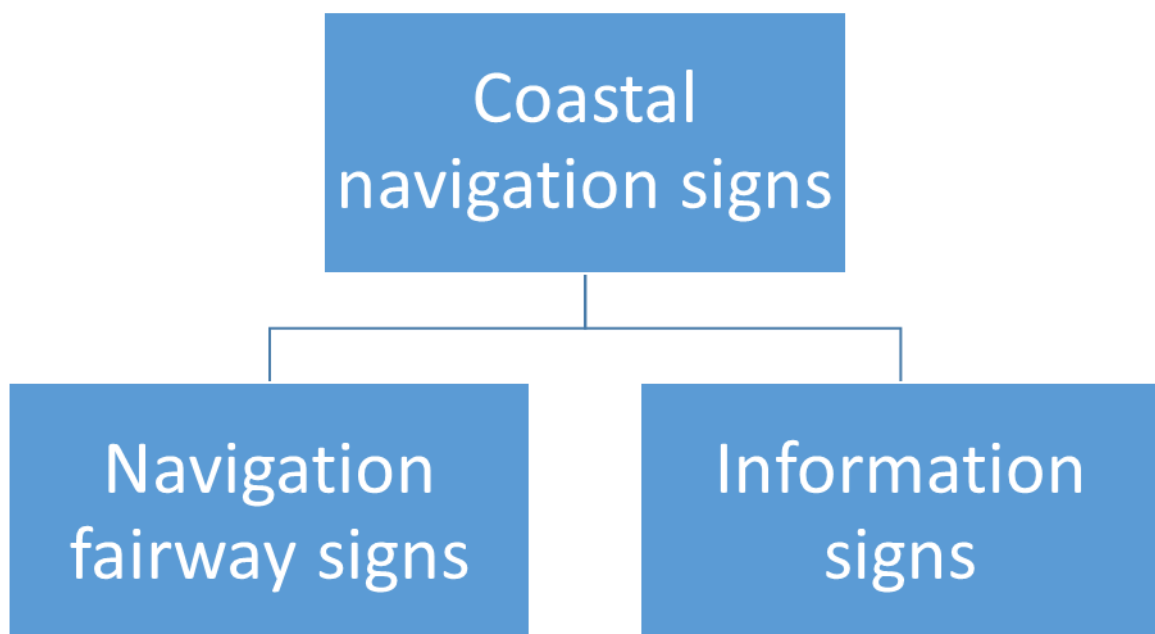 Coastal
navigation signs
Navigation
fairway signs
Information
signs